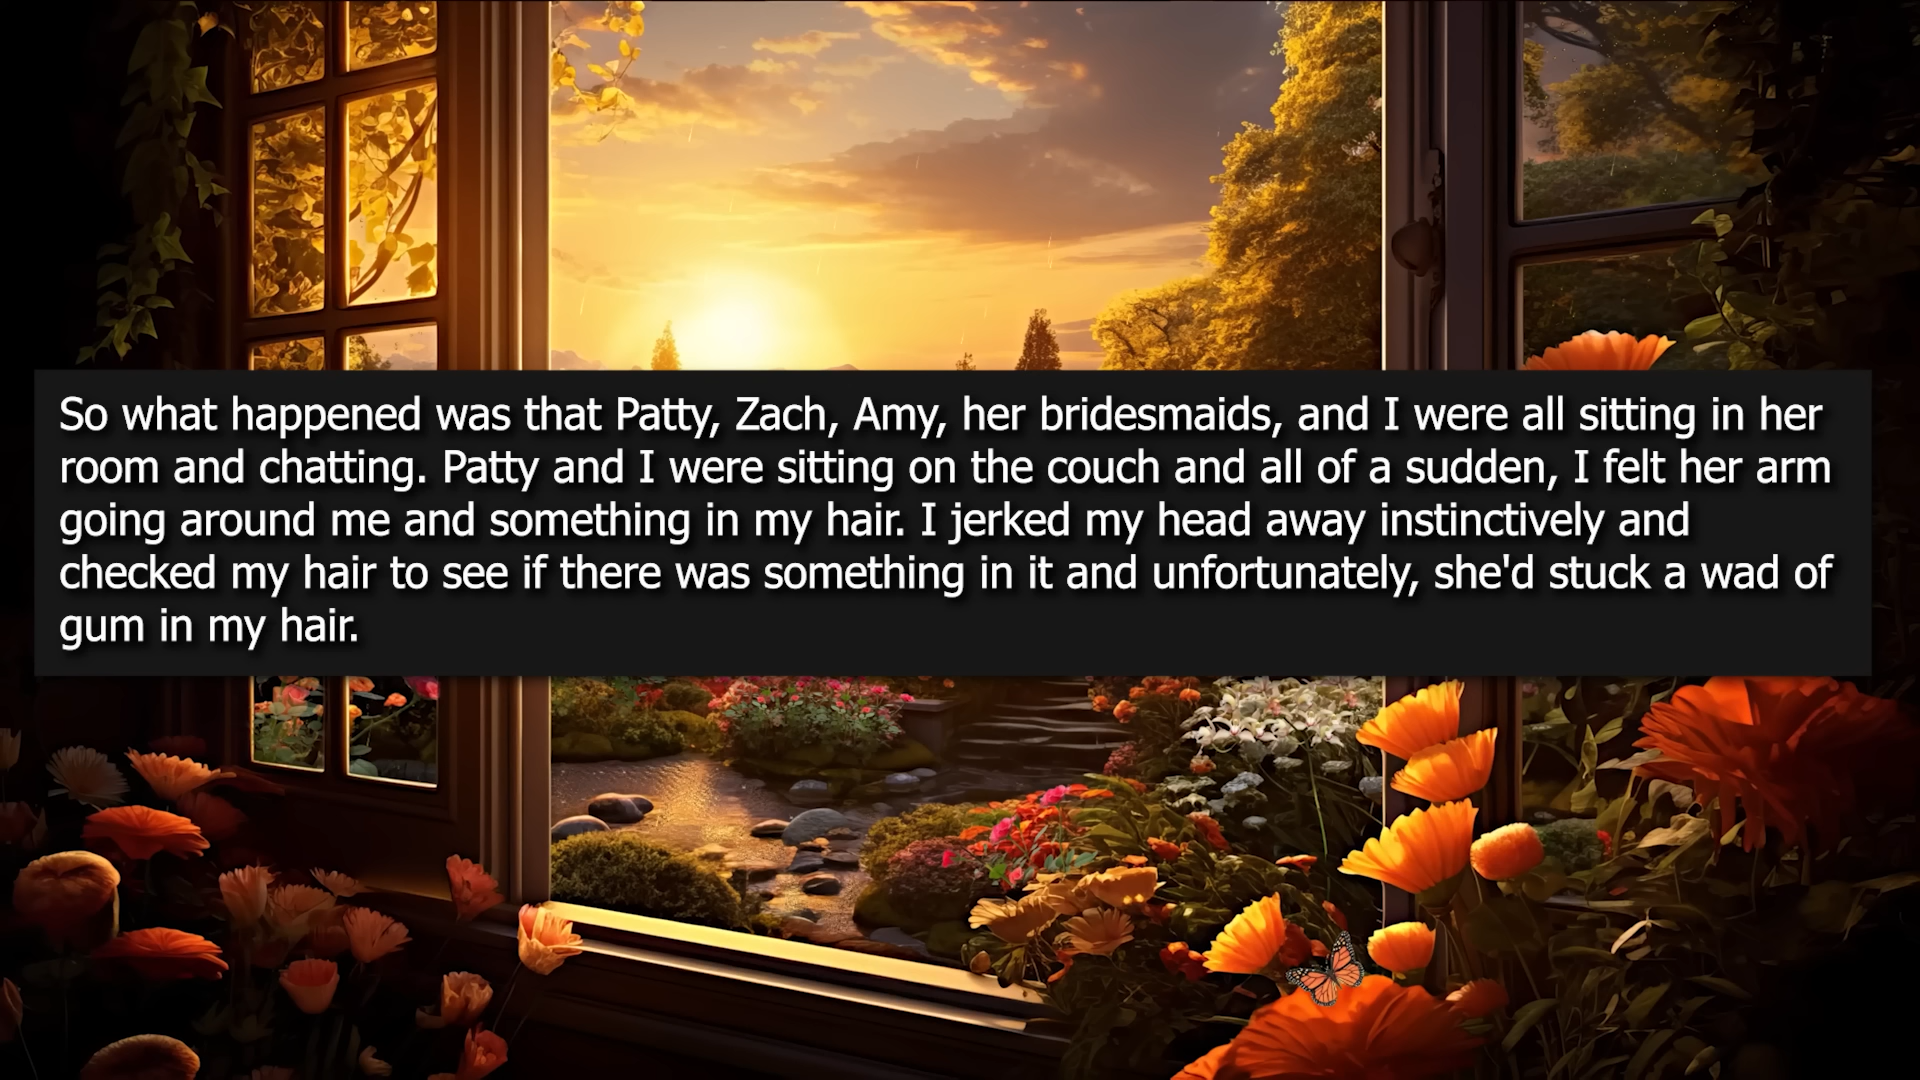 So what happened was that Patty, Zach, Amy, her bridesmaids, and I were all sitting in her
room and chatting. Patty and I were sitting on the couch and all of a sudden, I felt her arm
going around me and something in my hair. I jerked my head away instinctively and
checked my hair to see if there was something in it and unfortunately, she'd stuck a wad of
gum in my hair.